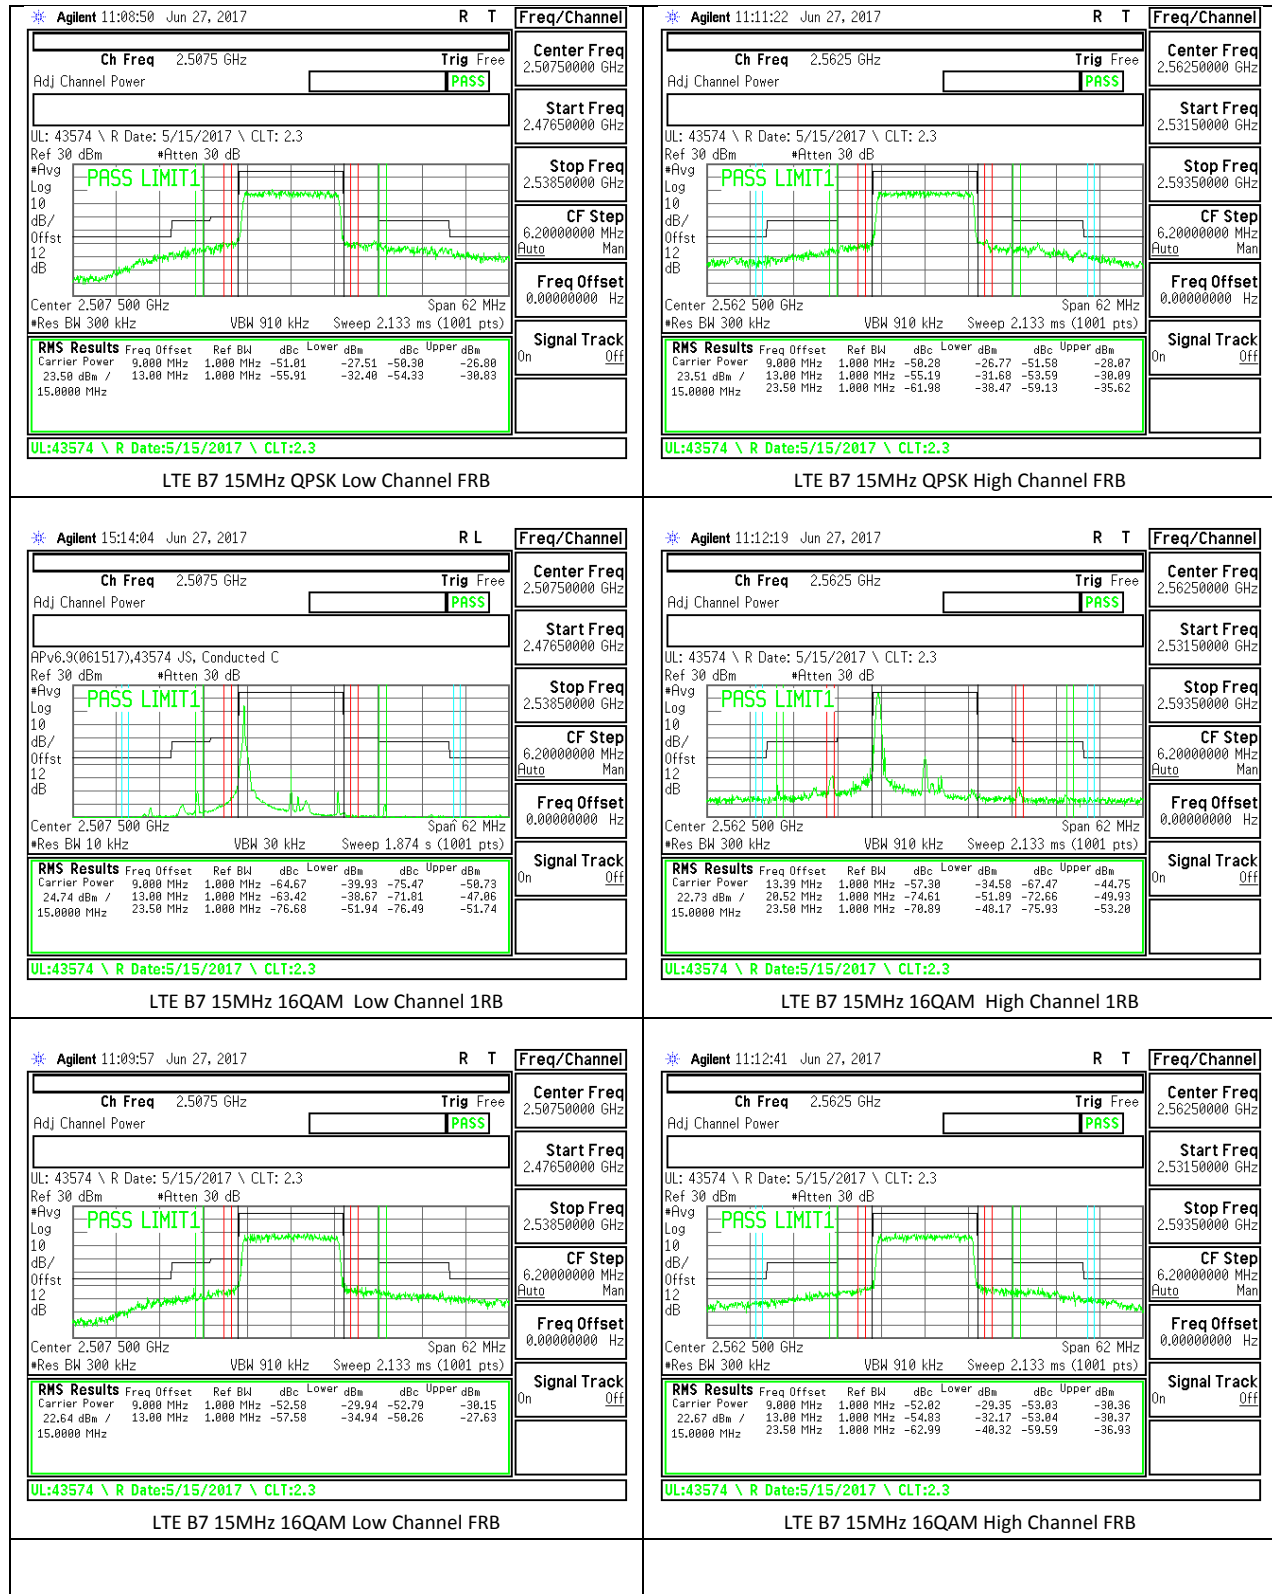 Agilent 11:08:50 Jun 27, 2017 R T Freq/Channel
Ch Freq 2.5075 GHz Trig Free
Adj Channel Power PASS
Center Freq
2.50750000 GHz
Start Freq
2.47650000 GHz
Stop Freq
2.53850000 GHz
CF Step
6.20000000 MHz
Auto Man
Freq Offset
0.00000000 Hz
Signal Track
On Off
UL: 43574 \ R Date: 5/15/2017 \ CLT: 2.3
Ref 30 dBm #Atten 30 dB
#Avg
Log
10
dB/
Offst
12
dB
PASS LIMIT1
Center 2.507 500 GHz Span 62 MHz
#Res BW 300 kHz VBW 910 kHz Sweep 2.133 ms (1001 pts)
RMS Results Freq Offset Ref BW dBc Lower dBm dBc Upper dBm
Carrier Power 9.000 MHz 1.000 MHz -51.01 -27.51 -50.30 -26.80
23.50 dBm / 13.00 MHz 1.000 MHz -55.91 -32.40 -54.33 -30.83
15.0000 MHz
UL:43574 \ R Date:5/15/2017 \ CLT:2.3
LTE B7 15MHz QPSK Low Channel FRB
Agilent 11:11:22 Jun 27, 2017 R T Freq/Channel
Ch Freq 2.5625 GHz Trig Free
Adj Channel Power PASS
Center Freq
2.56250000 GHz
Start Freq
2.53150000 GHz
Stop Freq
2.59350000 GHz
CF Step
6.20000000 MHz
Auto Man
Freq Offset
0.00000000 Hz
Signal Track
On Off
UL: 43574 \ R Date: 5/15/2017 \ CLT: 2.3
Ref 30 dBm #Atten 30 dB
#Avg
Log
10
dB/
Offst
12
dB
PASS LIMIT1
Center 2.562 500 GHz Span 62 MHz
#Res BW 300 kHz VBW 910 kHz Sweep 2.133 ms (1001 pts)
RMS Results Freq Offset Ref BW dBc Lower dBm dBc Upper dBm
Carrier Power 9.000 MHz 1.000 MHz -50.28 -26.77 -51.58 -28.07
23.51 dBm / 13.00 MHz 1.000 MHz -55.19 -31.68 -53.59 -30.09
15.0000 MHz 23.50 MHz 1.000 MHz -61.98 -38.47 -59.13 -35.62
UL:43574 \ R Date:5/15/2017 \ CLT:2.3
LTE B7 15MHz QPSK High Channel FRB
Agilent 15:14:04 Jun 27, 2017 R L Freq/Channel
Ch Freq 2.5075 GHz Trig Free
Adj Channel Power PASS
Center Freq
2.50750000 GHz
Start Freq
2.47650000 GHz
Stop Freq
2.53850000 GHz
CF Step
6.20000000 MHz
Auto Man
Freq Offset
0.00000000 Hz
Signal Track
On Off
APv6.9(061517),43574 JS, Conducted C
Ref 30 dBm #Atten 30 dB
#Avg
Log
10
dB/
Offst
12
dB
PASS LIMIT1
Center 2.507 500 GHz Span 62 MHz
#Res BW 10 kHz VBW 30 kHz Sweep 1.874 s (1001 pts)
RMS Results Freq Offset Ref BW dBc Lower dBm dBc Upper dBm
Carrier Power 9.000 MHz 1.000 MHz -64.67 -39.93 -75.47 -50.73
24.74 dBm / 13.00 MHz 1.000 MHz -63.42 -38.67 -71.81 -47.06
15.0000 MHz 23.50 MHz 1.000 MHz -76.68 -51.94 -76.49 -51.74
UL:43574 \ R Date:5/15/2017 \ CLT:2.3
LTE B7 15MHz 16QAM Low Channel 1RB
Agilent 11:12:19 Jun 27, 2017 R T Freq/Channel
Ch Freq 2.5625 GHz Trig Free
Adj Channel Power PASS
Center Freq
2.56250000 GHz
Start Freq
2.53150000 GHz
Stop Freq
2.59350000 GHz
CF Step
6.20000000 MHz
Auto Man
Freq Offset
0.00000000 Hz
Signal Track
On Off
UL: 43574 \ R Date: 5/15/2017 \ CLT: 2.3
Ref 30 dBm #Atten 30 dB
#Avg
Log
10
dB/
Offst
12
dB
PASS LIMIT1
Center 2.562 500 GHz Span 62 MHz
#Res BW 300 kHz VBW 910 kHz Sweep 2.133 ms (1001 pts)
RMS Results Freq Offset Ref BW dBc Lower dBm dBc Upper dBm
Carrier Power 13.39 MHz 1.000 MHz -57.30 -34.58 -67.47 -44.75
22.73 dBm / 20.52 MHz 1.000 MHz -74.61 -51.89 -72.66 -49.93
15.0000 MHz 23.50 MHz 1.000 MHz -70.89 -48.17 -75.93 -53.20
UL:43574 \ R Date:5/15/2017 \ CLT:2.3
LTE B7 15MHz 16QAM High Channel 1RB
Agilent 11:09:57 Jun 27, 2017 R T Freq/Channel
Ch Freq 2.5075 GHz Trig Free
Adj Channel Power PASS
Center Freq
2.50750000 GHz
Start Freq
2.47650000 GHz
Stop Freq
2.53850000 GHz
CF Step
6.20000000 MHz
Auto Man
Freq Offset
0.00000000 Hz
Signal Track
On Off
UL: 43574 \ R Date: 5/15/2017 \ CLT: 2.3
Ref 30 dBm #Atten 30 dB
#Avg
Log
10
dB/
Offst
12
dB
PASS LIMIT1
Center 2.507 500 GHz Span 62 MHz
#Res BW 300 kHz VBW 910 kHz Sweep 2.133 ms (1001 pts)
RMS Results Freq Offset Ref BW dBc Lower dBm dBc Upper dBm
Carrier Power 9.000 MHz 1.000 MHz -52.58 -29.94 -52.79 -30.15
22.64 dBm / 13.00 MHz 1.000 MHz -57.58 -34.94 -50.26 -27.63
15.0000 MHz
UL:43574 \ R Date:5/15/2017 \ CLT:2.3
LTE B7 15MHz 16QAM Low Channel FRB
Agilent 11:12:41 Jun 27, 2017 R T Freq/Channel
Ch Freq 2.5625 GHz Trig Free
Adj Channel Power PASS
Center Freq
2.56250000 GHz
Start Freq
2.53150000 GHz
Stop Freq
2.59350000 GHz
CF Step
6.20000000 MHz
Auto Man
Freq Offset
0.00000000 Hz
Signal Track
On Off
UL: 43574 \ R Date: 5/15/2017 \ CLT: 2.3
Ref 30 dBm #Atten 30 dB
#Avg
Log
10
dB/
Offst
12
dB
PASS LIMIT1
Center 2.562 500 GHz Span 62 MHz
#Res BW 300 kHz VBW 910 kHz Sweep 2.133 ms (1001 pts)
RMS Results Freq Offset Ref BW dBc Lower dBm dBc Upper dBm
Carrier Power 9.000 MHz 1.000 MHz -52.02 -29.35 -53.03 -30.36
22.67 dBm / 13.00 MHz 1.000 MHz -54.83 -32.17 -53.04 -30.37
15.0000 MHz 23.50 MHz 1.000 MHz -62.99 -40.32 -59.59 -36.93
UL:43574 \ R Date:5/15/2017 \ CLT:2.3
LTE B7 15MHz 16QAM High Channel FRB